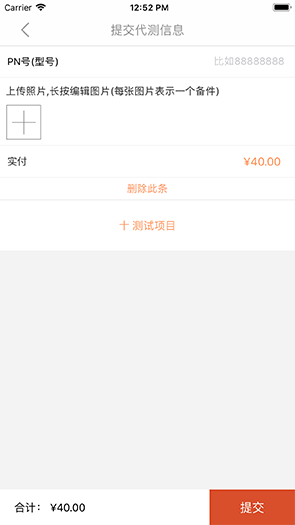 Carrier 12:52 PM
提交代测信息
PN号(型号) 比如88888888
上传照片,长按编辑图片(每张图片表示一个备件)
实付 ¥40.00
删除此条
+ 测试项目
合计: ¥40.00 提交